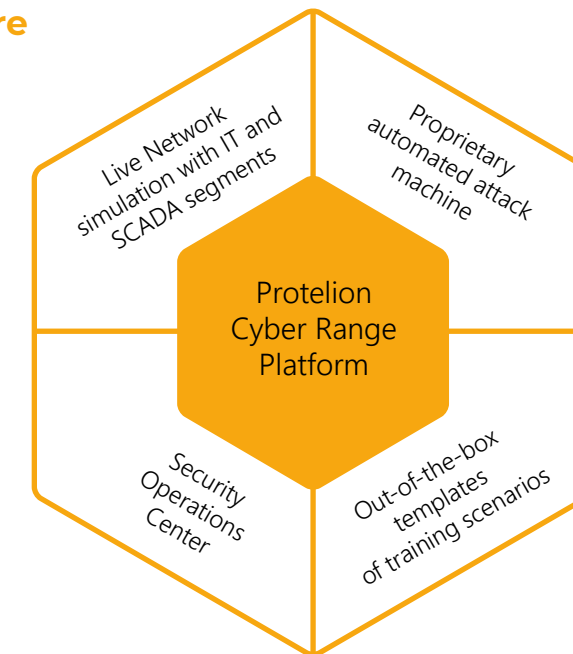 re
Live Network
simulation with IT and
SCADA segments
Proprietary
automated attack
machine
Protelion
Cyber Range
Platform
Security
Operations
Center
Out-of-the-box
templates
of training scenarios